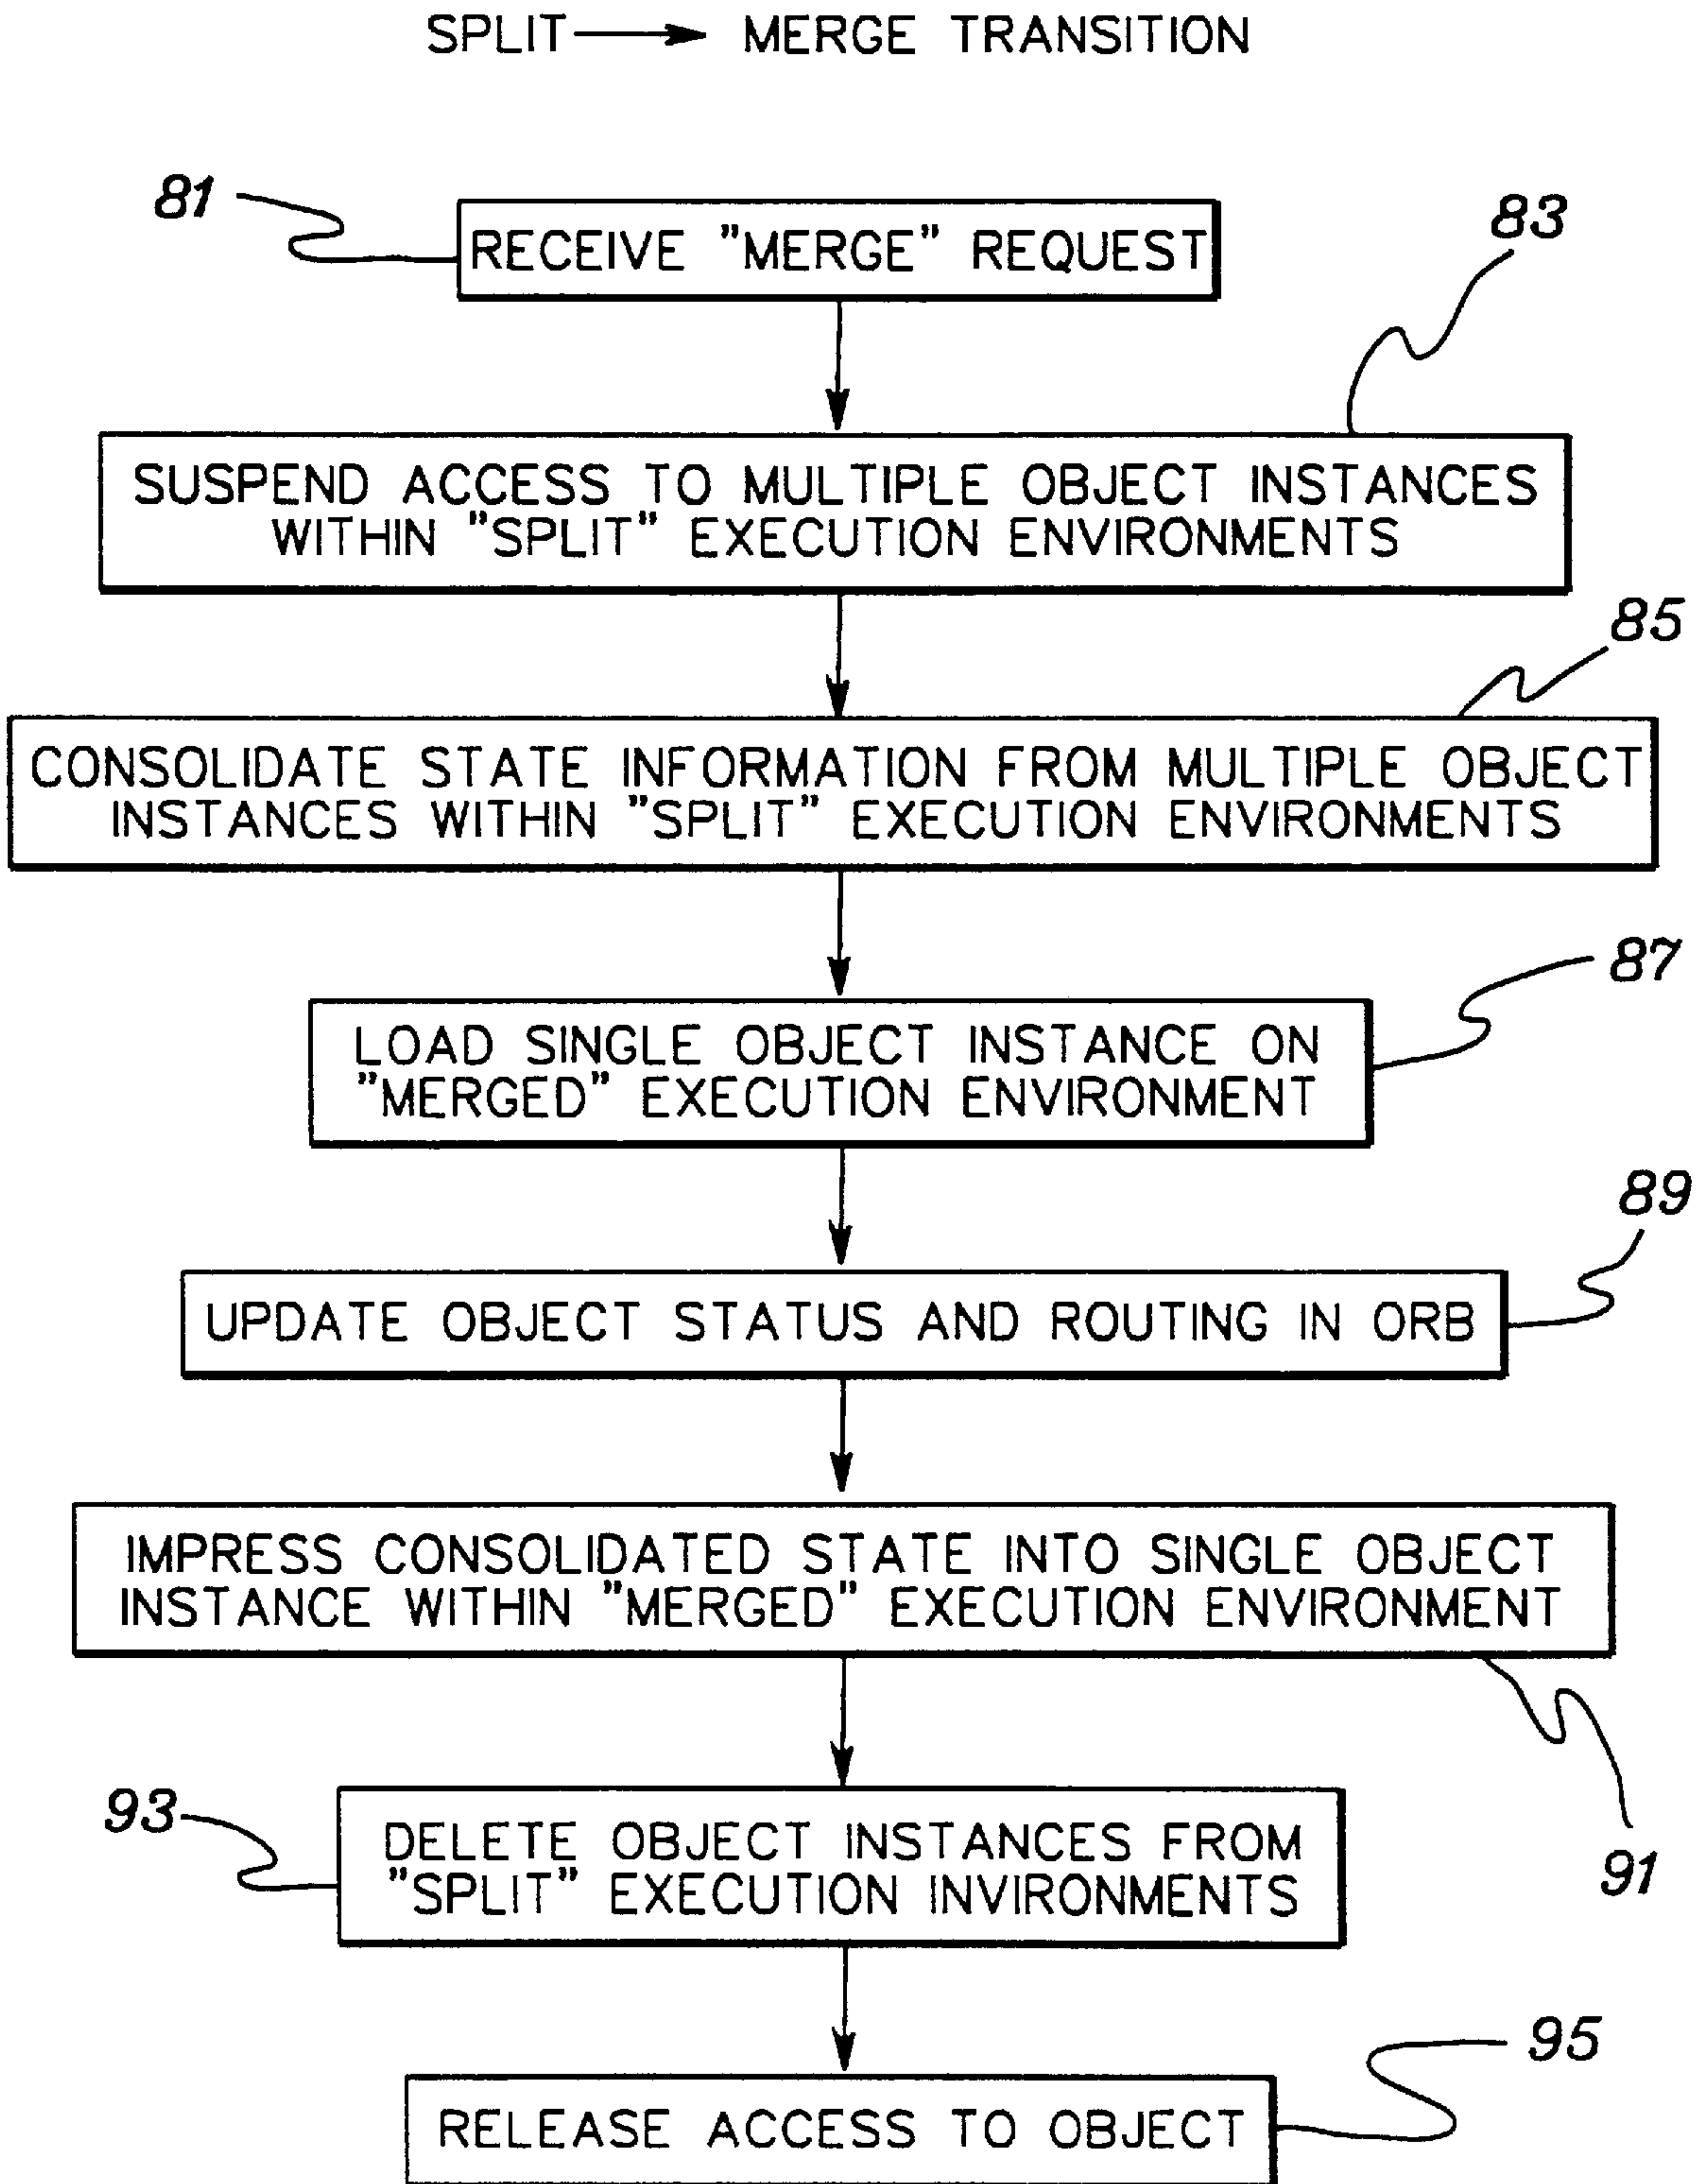 SPLIT → MERGE TRANSITION
81
RECEIVE "MERGE" REQUEST
83
SUSPEND ACCESS TO MULTIPLE OBJECT INSTANCES
WITHIN "SPLIT" EXECUTION ENVIRONMENTS
85
CONSOLIDATE STATE INFORMATION FROM MULTIPLE OBJECT
INSTANCES WITHIN "SPLIT" EXECUTION ENVIRONMENTS
87
LOAD SINGLE OBJECT INSTANCE ON
"MERGED" EXECUTION ENVIRONMENT
89
UPDATE OBJECT STATUS AND ROUTING IN ORB
IMPRESS CONSOLIDATED STATE INTO SINGLE OBJECT
INSTANCE WITHIN "MERGED" EXECUTION ENVIRONMENT
91
93
DELETE OBJECT INSTANCES FROM
"SPLIT" EXECUTION INVIRONMENTS
95
RELEASE ACCESS TO OBJECT